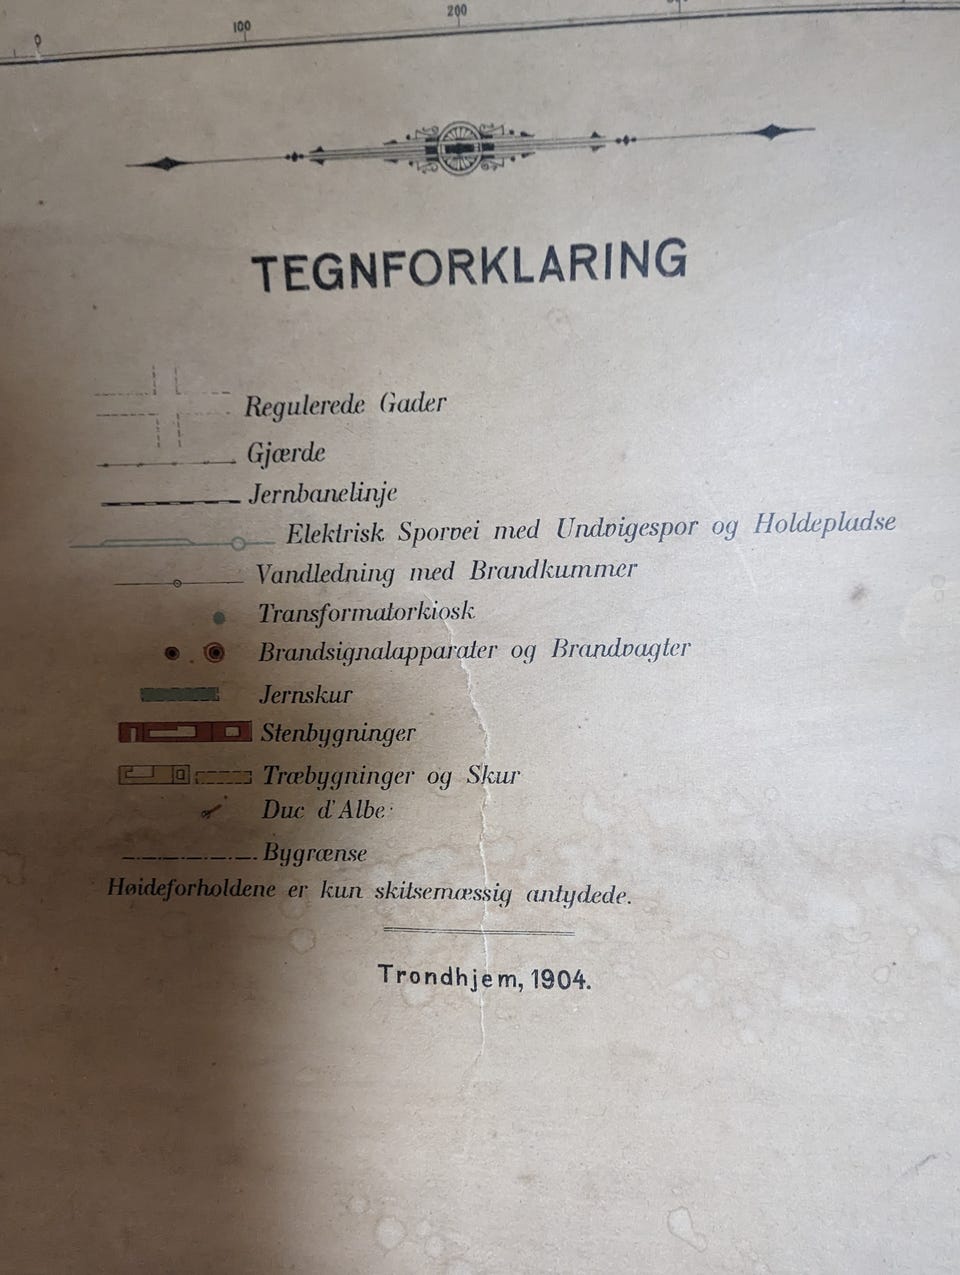 0 100 200
TEGNFORKLARING
Regulerede Gader
Gjærde
Jernbanelinje
Elektrisk Sporvei med Undvigespor og Holdepladse
Vandledning med Brandkummer
Transformatorkiosk
Brandsignalapparater og Brandvagter
Jernskur
Stenbygninger
Træbygninger og Skur
Duc d'Albe
Bygrænse
Høideforholdene er kun skitsemæssig antydede.
Trondhjem, 1904.